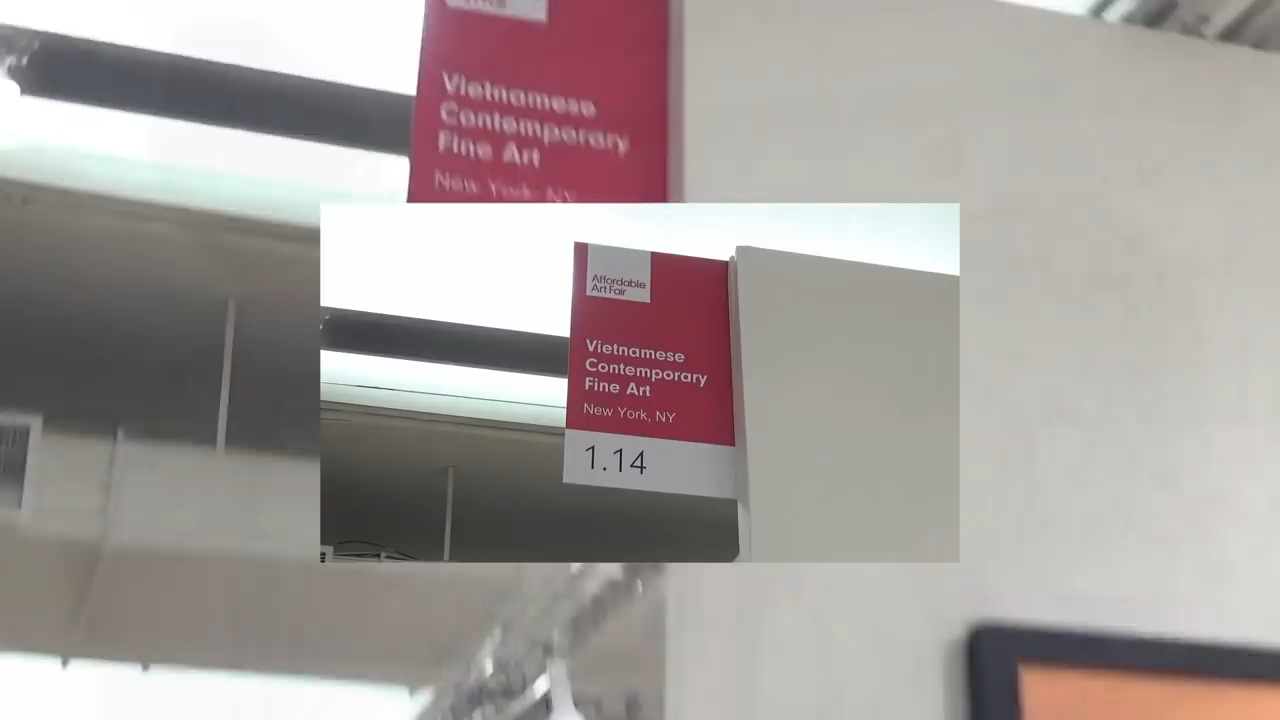 Vietnamese
Contemporary
Fine Art
New York, NY
Affordable
Art Fair
Vietnamese
Contemporary
Fine Art
New York, NY
1.14